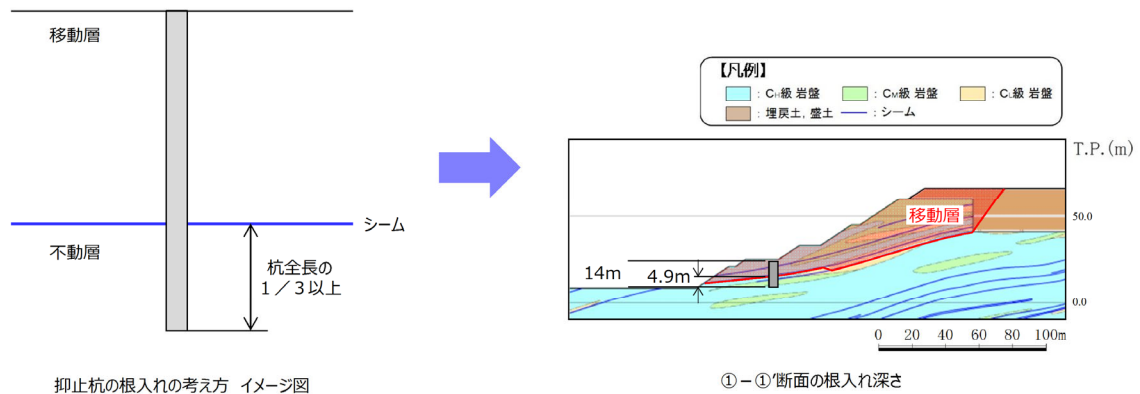 移動層
シーム
不動層
杭全長の
1/3以上
抑止杭の根入れの考え方 イメージ図
【凡例】
:CH級 岩盤 :CM級 岩盤 :CL級 岩盤
:埋戻土,盛土 :シーム
T.P.(m)
移動層
50.0
14m
4.9m
0.0
0 20 40 60 80 100m
①-①'断面の根入れ深さ